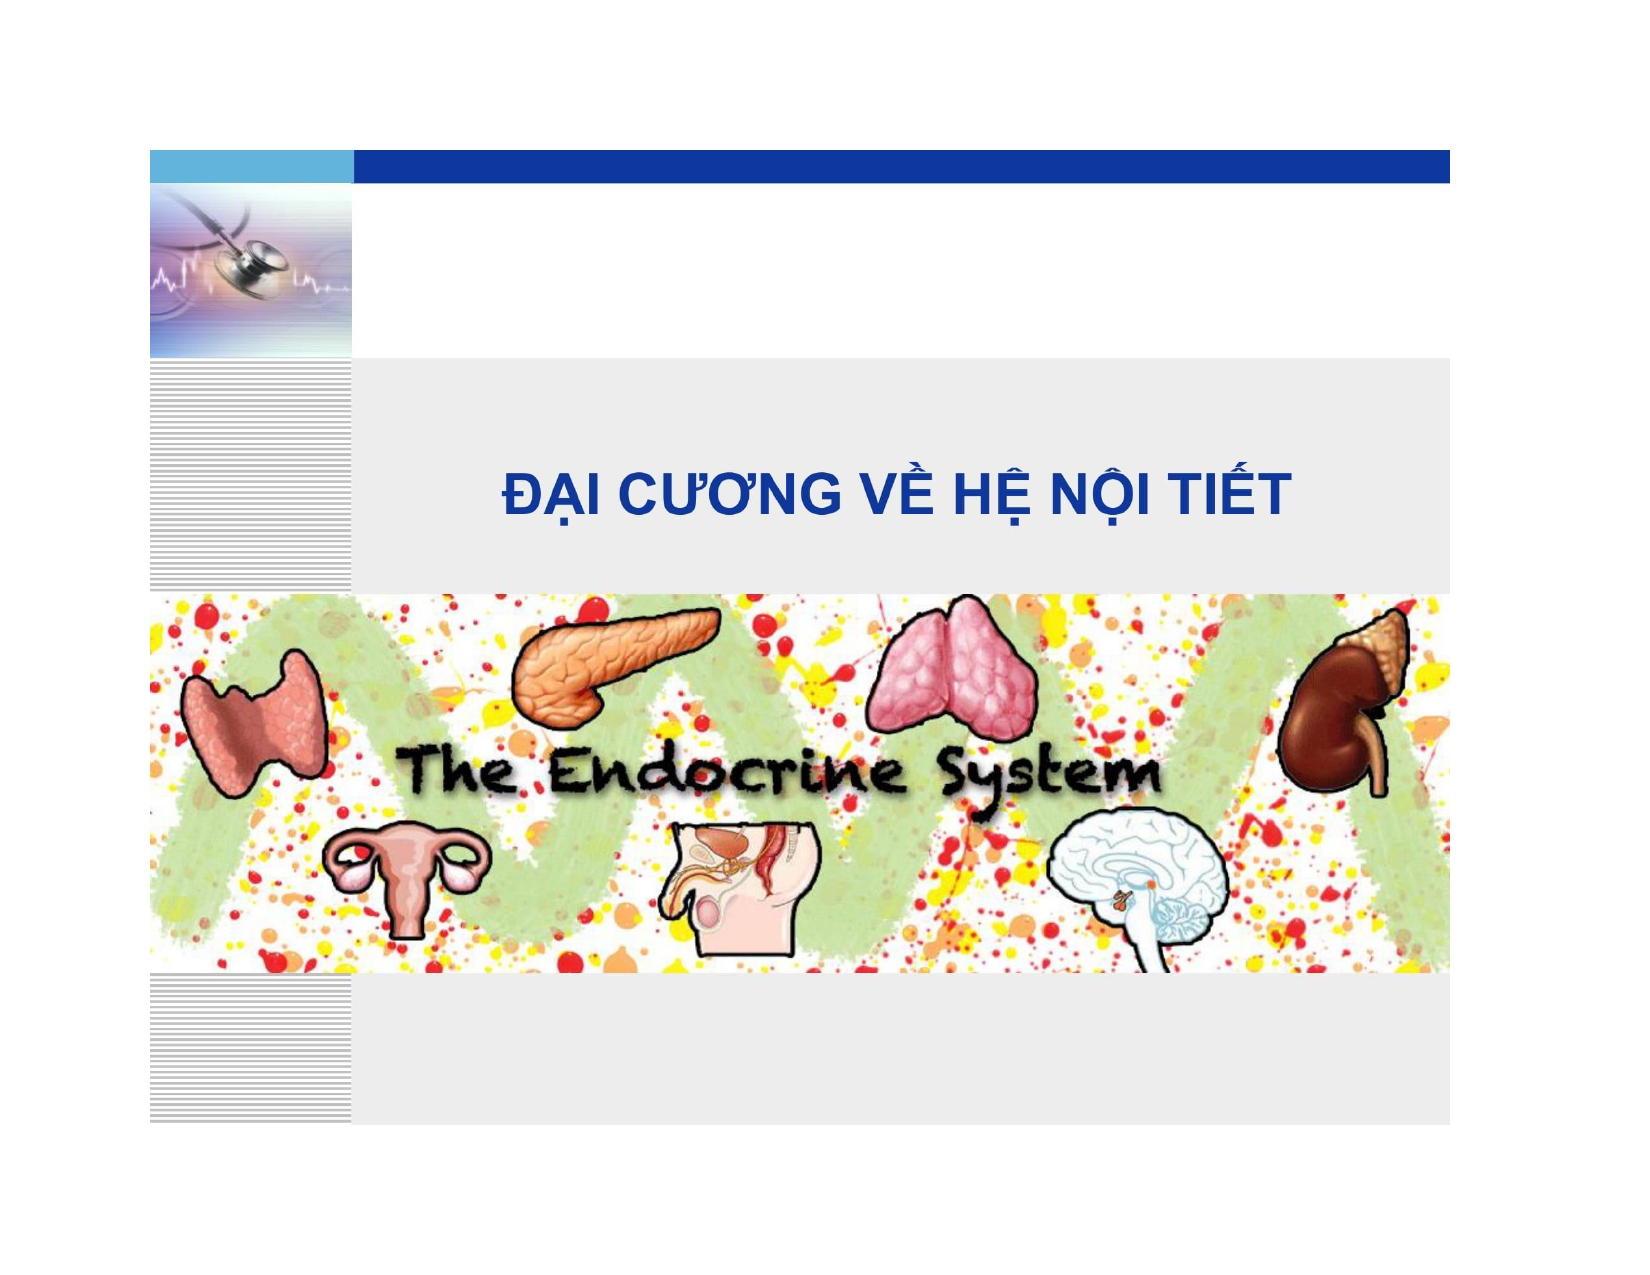 ĐẠI CƯƠNG VỀ HỆ NỘI TIẾT
The Endocrine System